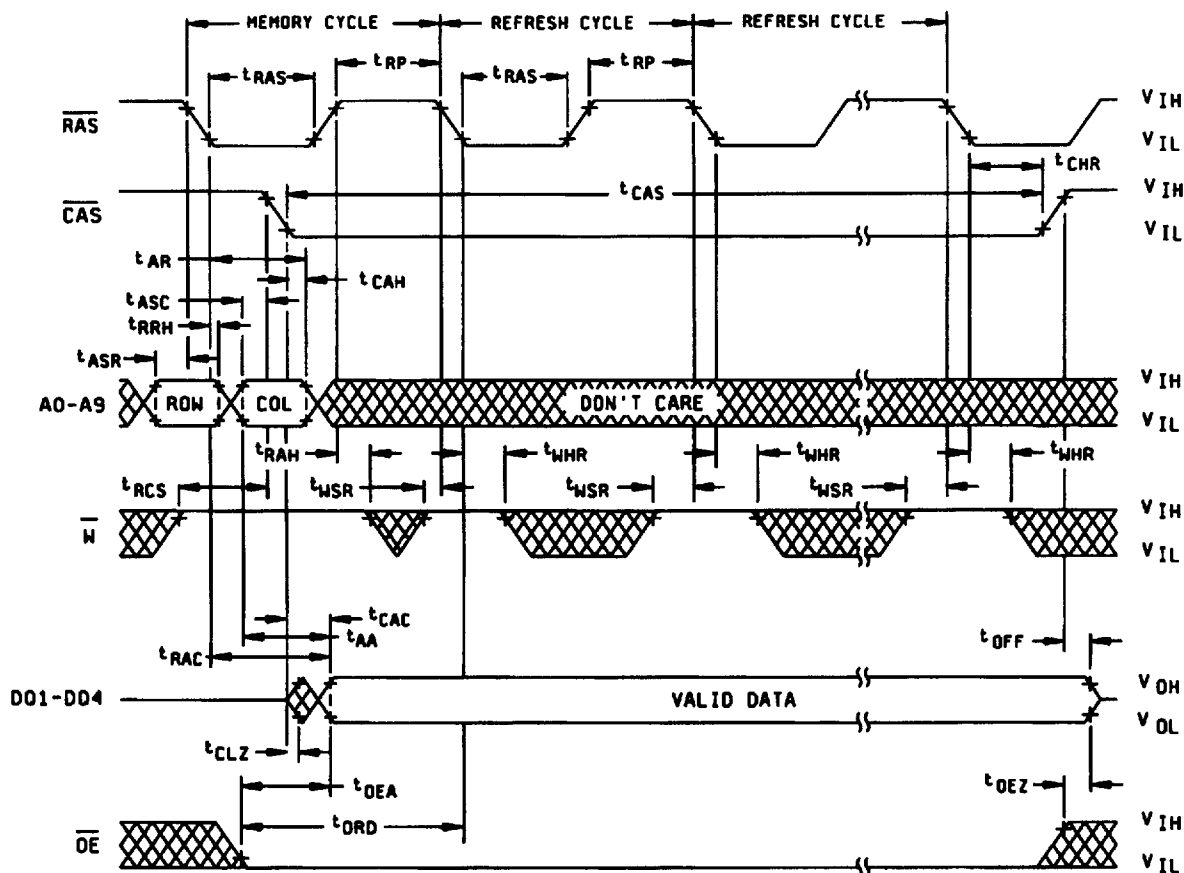 MEMORY CYCLE REFRESH CYCLE REFRESH CYCLE
tRAS tRP tRAS tRP
RAS VIH
VIL
tCHR
tCAS
CAS VIH
VIL
tAR
tCAH
tASC
tRRH
tASR
A0-A9 ROW COL DON'T CARE VIH
VIL
tRAH tWHR tWHR tWHR
tRCS tWSR tWSR tWSR
W VIH
VIL
tCAC
tAA tOFF
tRAC
DO1-DO4 VALID DATA VOH
VOL
tCLZ
tOEA tOEZ
tORD
OE VIH
VIL